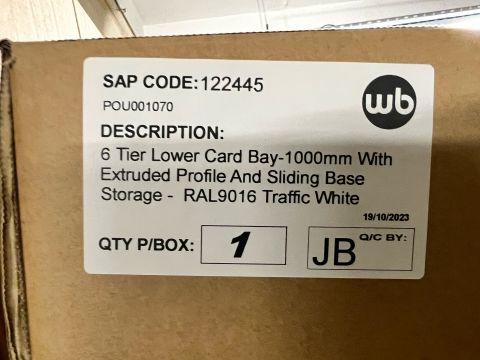 SAP CODE:122445
wb
POU001070
DESCRIPTION:
6 Tier Lower Card Bay-1000mm With
Extruded Profile And Sliding Base
Storage - RAL9016 Traffic White
19/10/2023
QTY P/BOX: 1
JB Q/C BY: